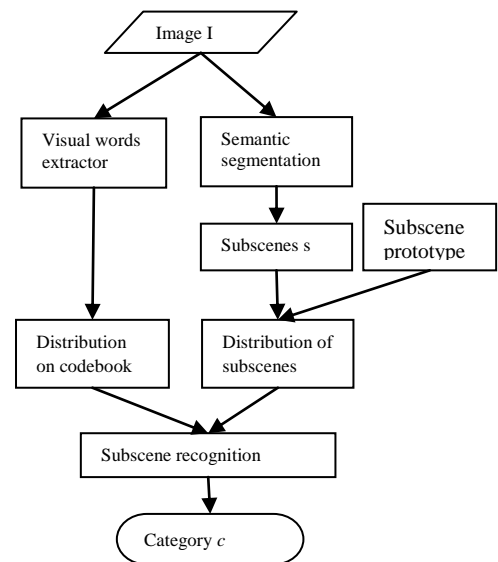 Image I
Visual words
extractor
Semantic
segmentation
Subscenes s
Subscene
prototype
Distribution
on codebook
Distribution of
subscenes
Subscene recognition
Category c